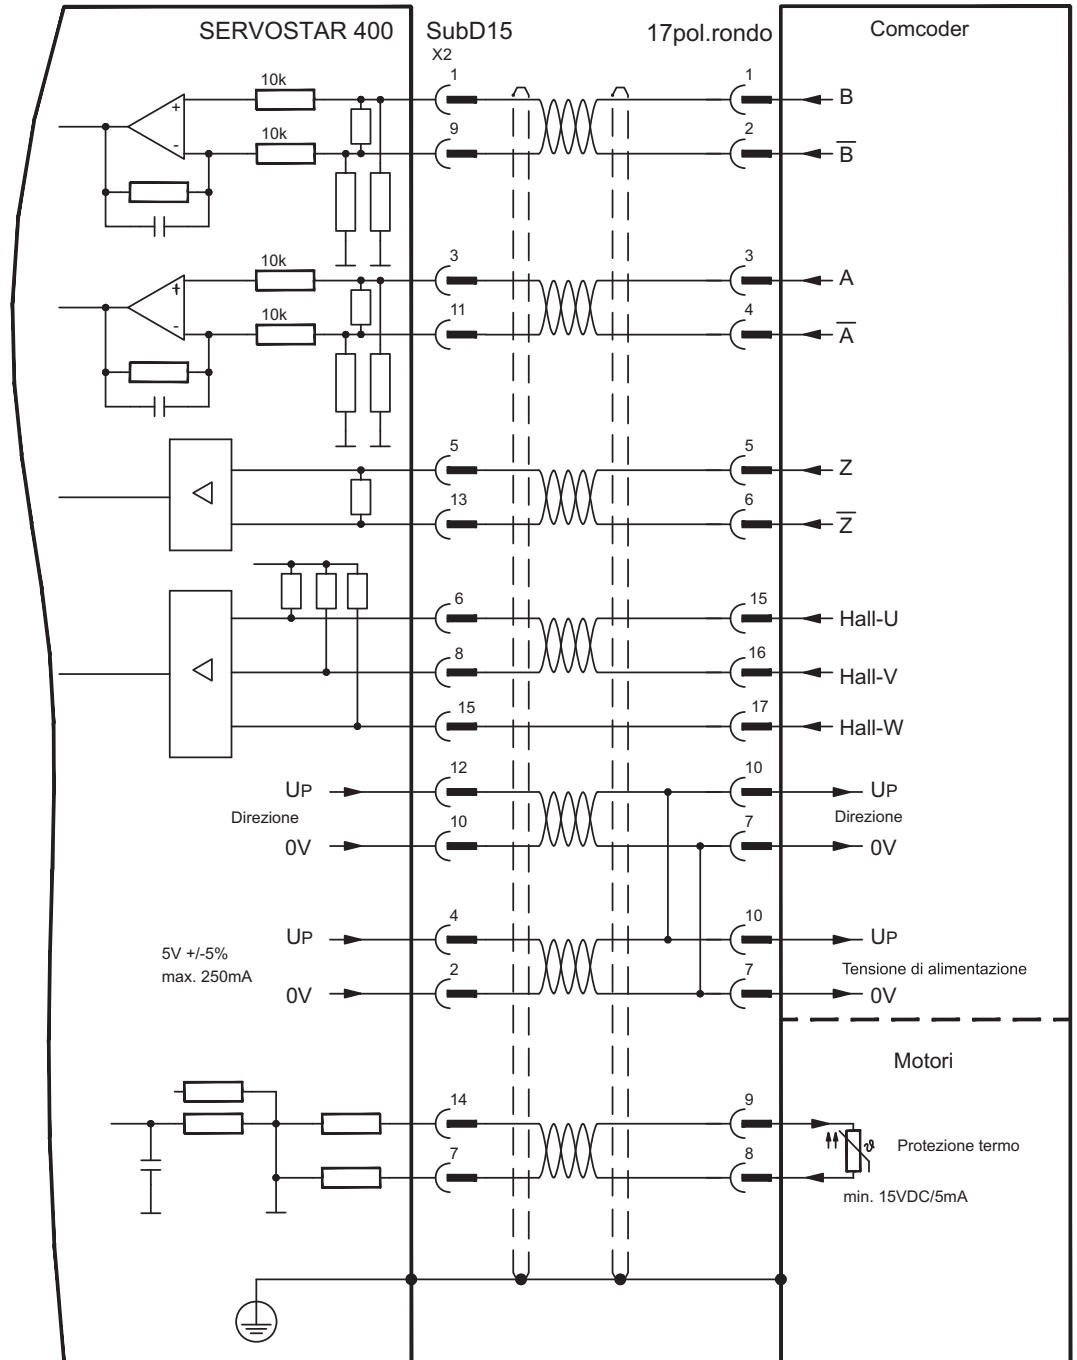 SERVOSTAR 400 SubD15 17pol.rondo Comcoder
X2
10k 1 1 B
+
10k 9 2 B̅
-
10k 3 3 A
+
10k 11 4 A̅
-
5 5 Z
13 6 Z̅
6 15 Hall-U
8 16 Hall-V
15 17 Hall-W
12 10
UP UP
Direzione Direzione
10 7
0V 0V
4 10
UP UP
5V +/-5%
max. 250mA
Tensione di alimentazione
2 7
0V 0V
Motori
14 9
ϑ Protezione termo
7 8
min. 15VDC/5mA